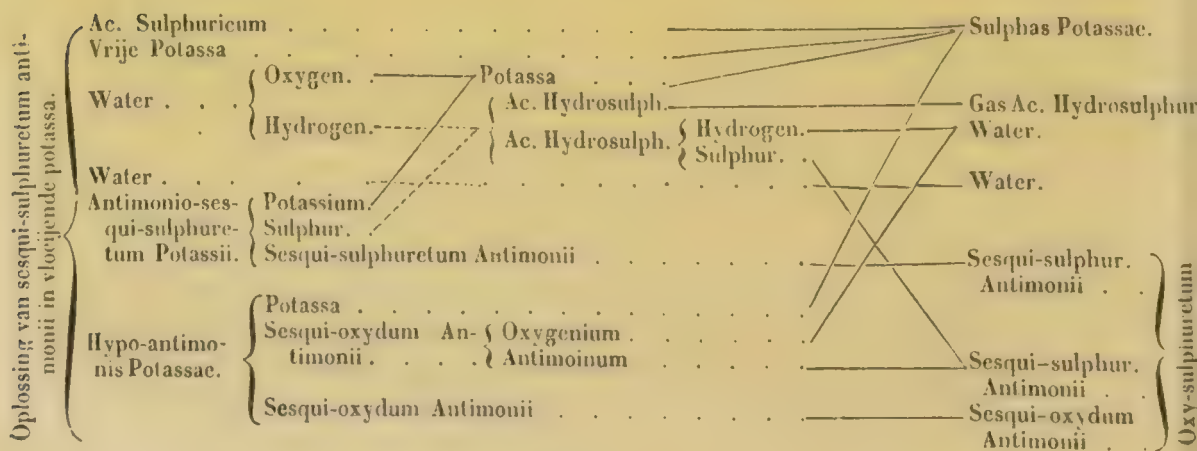 Oplossing van sesqui-sulphuretum anti-
monii in vloeijende potassa.
Ac. Sulphuricum . . . . . . . . . . Sulphas Potassae.
Vrije Potassa . . . . . . . . . .
Oxygen. . Potassa . . .
Water . . .
Ac. Hydrosulph. Gas Ac. Hydrosulphur
Hydrogen.
Ac. Hydrosulph. Hydrogen. Water.
Sulphur. .
Water . . . . . . . . . . . . Water.
Antimonio-ses-
qui-sulphure-
tum Potassii.
Potassium.
Sulphur.
Sesqui-sulphuretum Antimonii . . . . . . Sesqui-sulphur.
Antimonii . .
Hypo-antimo-
nis Potassae.
Potassa . . . . . . . . . . .
Sesqui-oxydum An-
timonii . . . .
Oxygenium . . . . .
Antimoinum . . . . . Sesqui-sulphur.
Antimonii . .
Sesqui-oxydum Antimonii . . . . . . Sesqui-oxydum
Antimonii . .
Oxy-sulphuretum